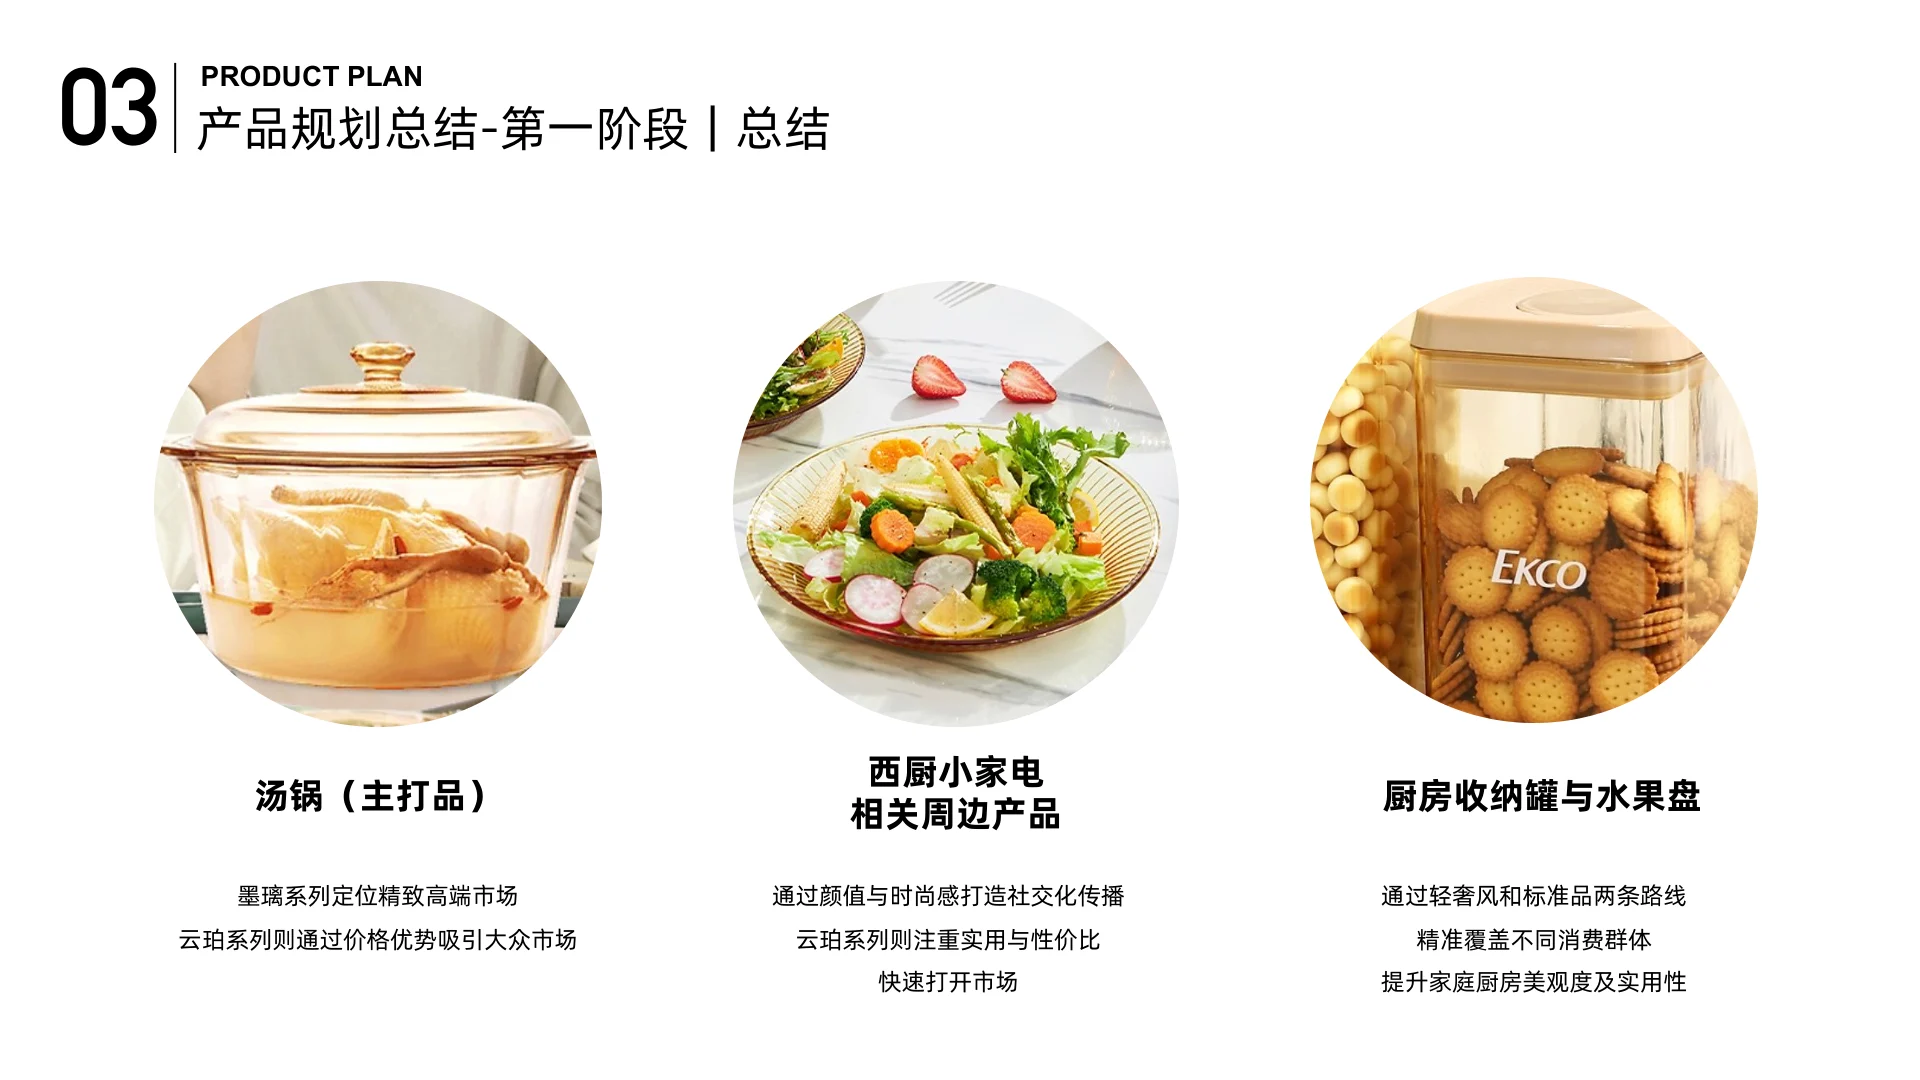 03
PRODUCT PLAN
产品规划总结-第一阶段｜总结
EKCO
汤锅（主打品）
墨璃系列定位精致高端市场
云珀系列则通过价格优势吸引大众市场
西厨小家电
相关周边产品
通过颜值与时尚感打造社交化传播
云珀系列则注重实用与性价比
快速打开市场
厨房收纳罐与水果盘
通过轻奢风和标准品两条路线
精准覆盖不同消费群体
提升家庭厨房美观度及实用性